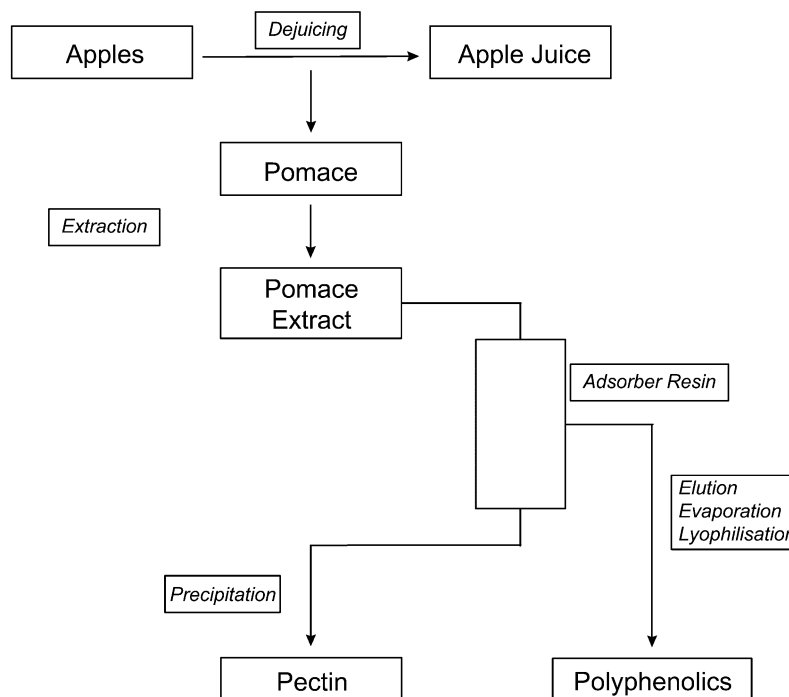 Dejuicing
Apples
Apple Juice
Pomace
Extraction
Pomace
Extract
Adsorber Resin
Elution
Evaporation
Lyophilisation
Precipitation
Pectin
Polyphenolics